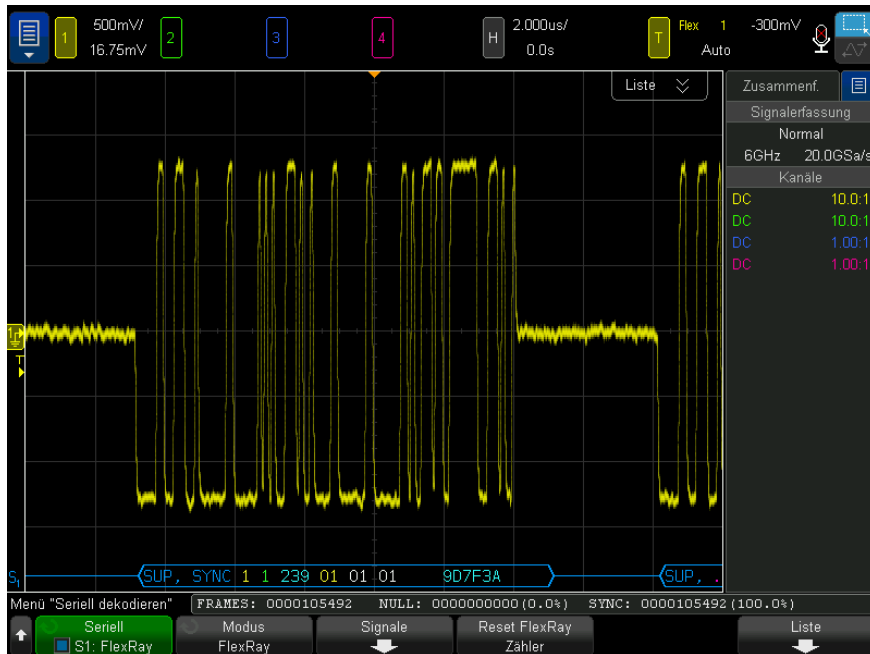 1 500mV/ 2 3 4 H 2.000us/ T Flex 1 -300mV
16.75mV 0.0s Auto
Liste
Zusammenf.
Signalerfassung
Normal
6GHz 20.0GSa/s
Kanäle
DC 10.0:1
DC 10.0:1
DC 1.00:1
DC 1.00:1
1
T
S1 SUP, SYNC 1 1 239 01 01 01 9D7F3A SUP, .
Menü "Seriell dekodieren" FRAMES: 0000105492 NULL: 0000000000(0.0%) SYNC: 0000105492(100.0%)
Seriell Modus Signale Reset FlexRay Liste
S1: FlexRay FlexRay Zähler